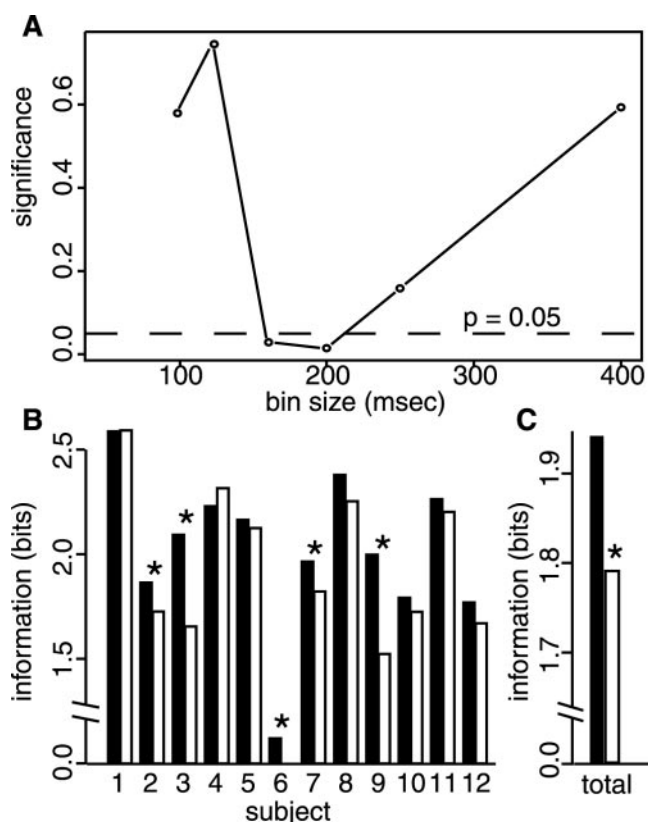 A
significance
0.0 0.2 0.4 0.6
p = 0.05
100 200 300 400
bin size (msec)
B
information (bits)
0.0 1.5 2.0 2.5
* * * * *
1 2 3 4 5 6 7 8 9 10 11 12
subject
C
information (bits)
0.0 1.7 1.8 1.9
*
total